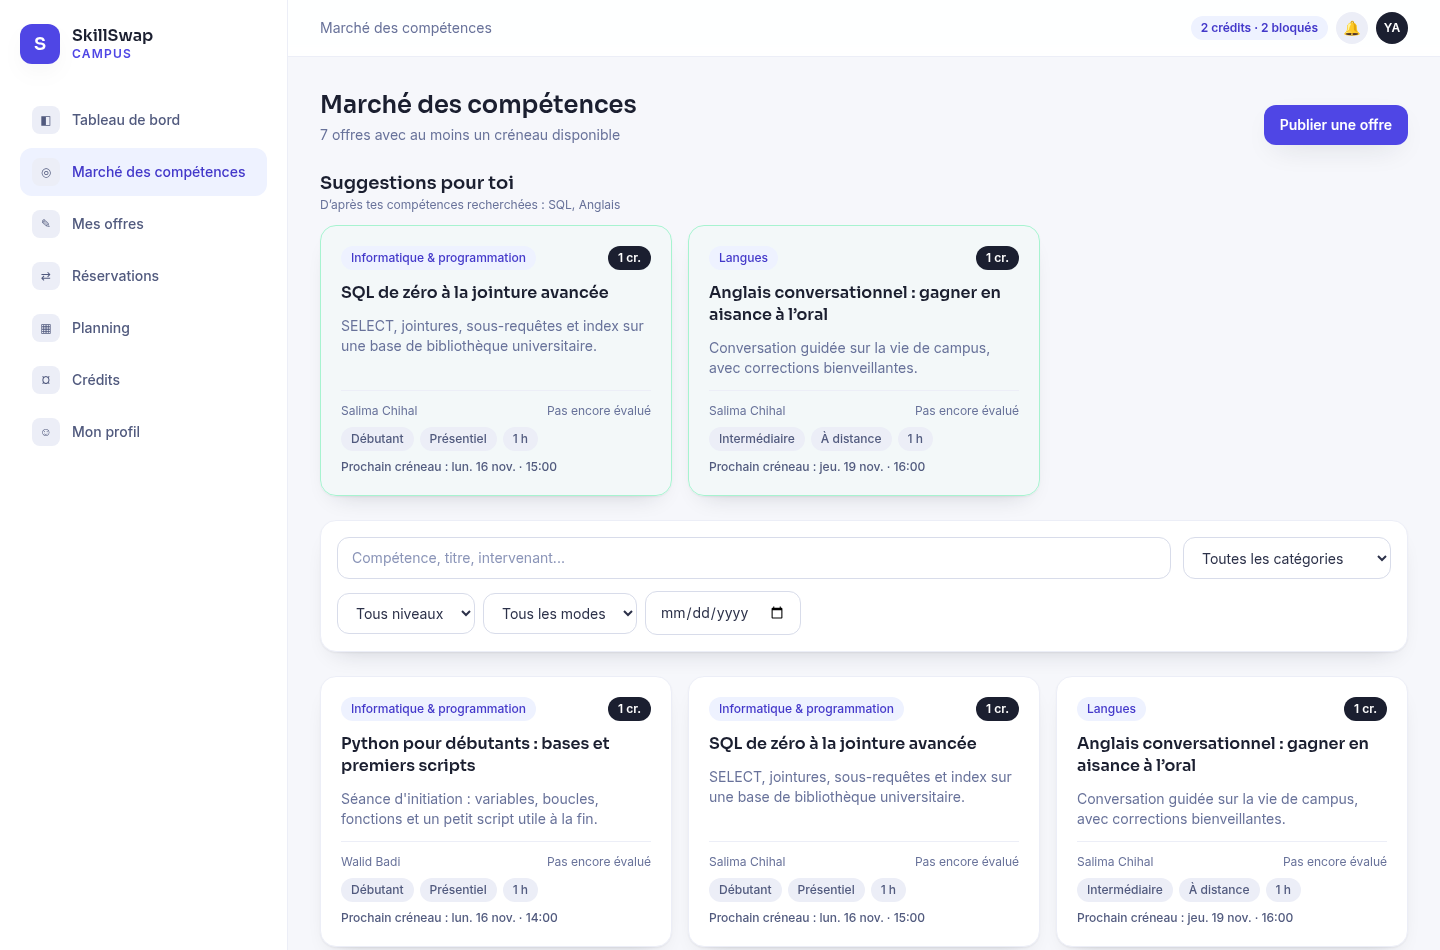 S
SkillSwap
CAMPUS
Tableau de bord
Marché des compétences
Mes offres
Réservations
Planning
Crédits
Mon profil
Marché des compétences
2 crédits · 2 bloqués
YA
Marché des compétences
7 offres avec au moins un créneau disponible
Publier une offre
Suggestions pour toi
D’après tes compétences recherchées : SQL, Anglais
Informatique & programmation
1 cr.
SQL de zéro à la jointure avancée
SELECT, jointures, sous-requêtes et index sur
une base de bibliothèque universitaire.
Salima Chihal
Pas encore évalué
Débutant
Présentiel
1 h
Prochain créneau : lun. 16 nov. · 15:00
Langues
1 cr.
Anglais conversationnel : gagner en
aisance à l’oral
Conversation guidée sur la vie de campus,
avec corrections bienveillantes.
Salima Chihal
Pas encore évalué
Intermédiaire
À distance
1 h
Prochain créneau : jeu. 19 nov. · 16:00
Compétence, titre, intervenant...
Toutes les catégories
Tous niveaux
Tous les modes
mm/dd/yyyy
Informatique & programmation
1 cr.
Python pour débutants : bases et
premiers scripts
Séance d'initiation : variables, boucles,
fonctions et un petit script utile à la fin.
Walid Badi
Pas encore évalué
Débutant
Présentiel
1 h
Prochain créneau : lun. 16 nov. · 14:00
Informatique & programmation
1 cr.
SQL de zéro à la jointure avancée
SELECT, jointures, sous-requêtes et index sur
une base de bibliothèque universitaire.
Salima Chihal
Pas encore évalué
Débutant
Présentiel
1 h
Prochain créneau : lun. 16 nov. · 15:00
Langues
1 cr.
Anglais conversationnel : gagner en
aisance à l’oral
Conversation guidée sur la vie de campus,
avec corrections bienveillantes.
Salima Chihal
Pas encore évalué
Intermédiaire
À distance
1 h
Prochain créneau : jeu. 19 nov. · 16:00